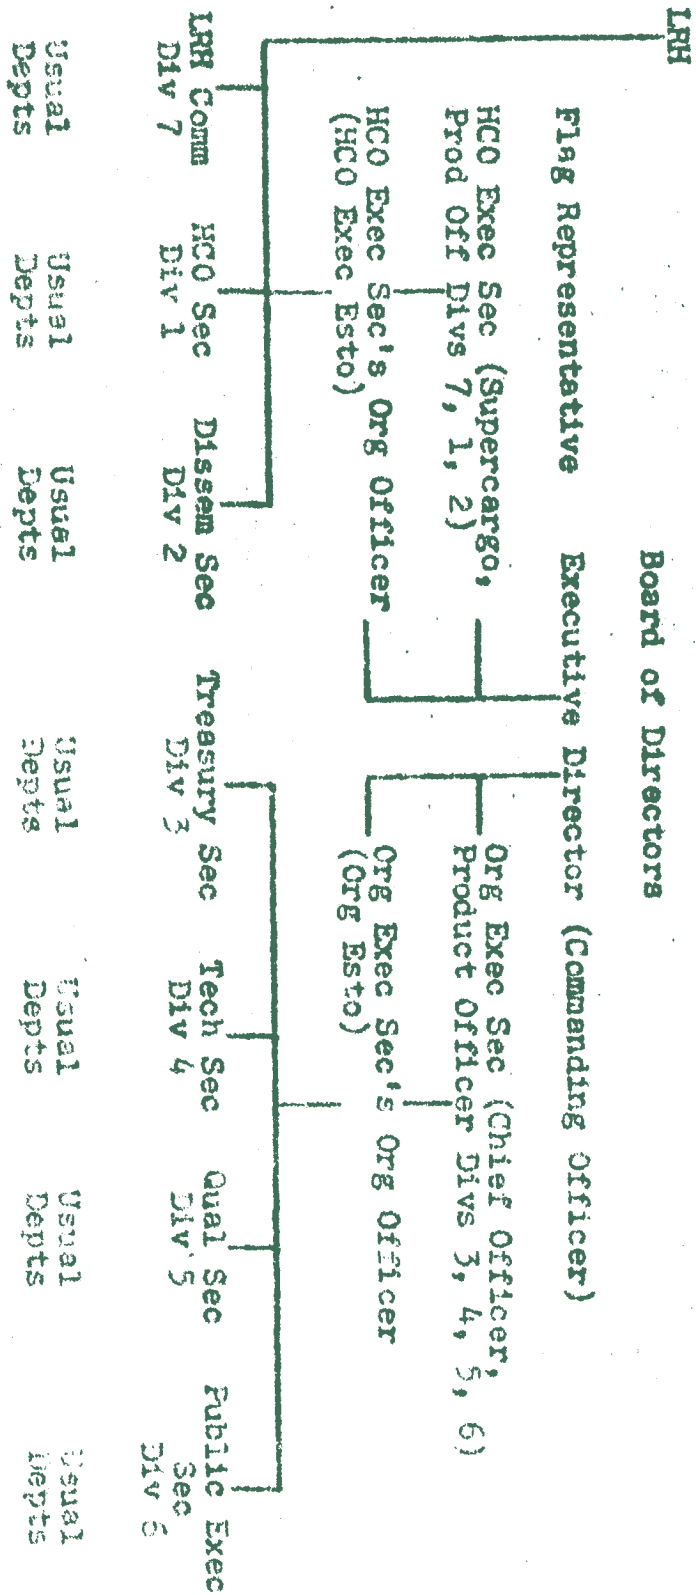 LRH
Board of Directors
Flag Representative
Executive Director (Commanding Officer)
HCO Exec Sec (Supercargo,
Prod Off Divs 7, 1, 2)
Org Exec Sec (Chief Officer,
Product Officer Divs 3, 4, 5, 6)
HCO Exec Sec's Org Officer
(HCO Exec Esto)
Org Exec Sec's Org Officer
(Org Esto)
LRH Comm
Div 7
Usual
Depts
HCO Sec
Div 1
Usual
Depts
Dissem Sec
Div 2
Usual
Depts
Treasury Sec
Div 3
Usual
Depts
Tech Sec
Div 4
Usual
Depts
Qual Sec
Div 5
Usual
Depts
Public Exec
Sec
Div 6
Usual
Depts